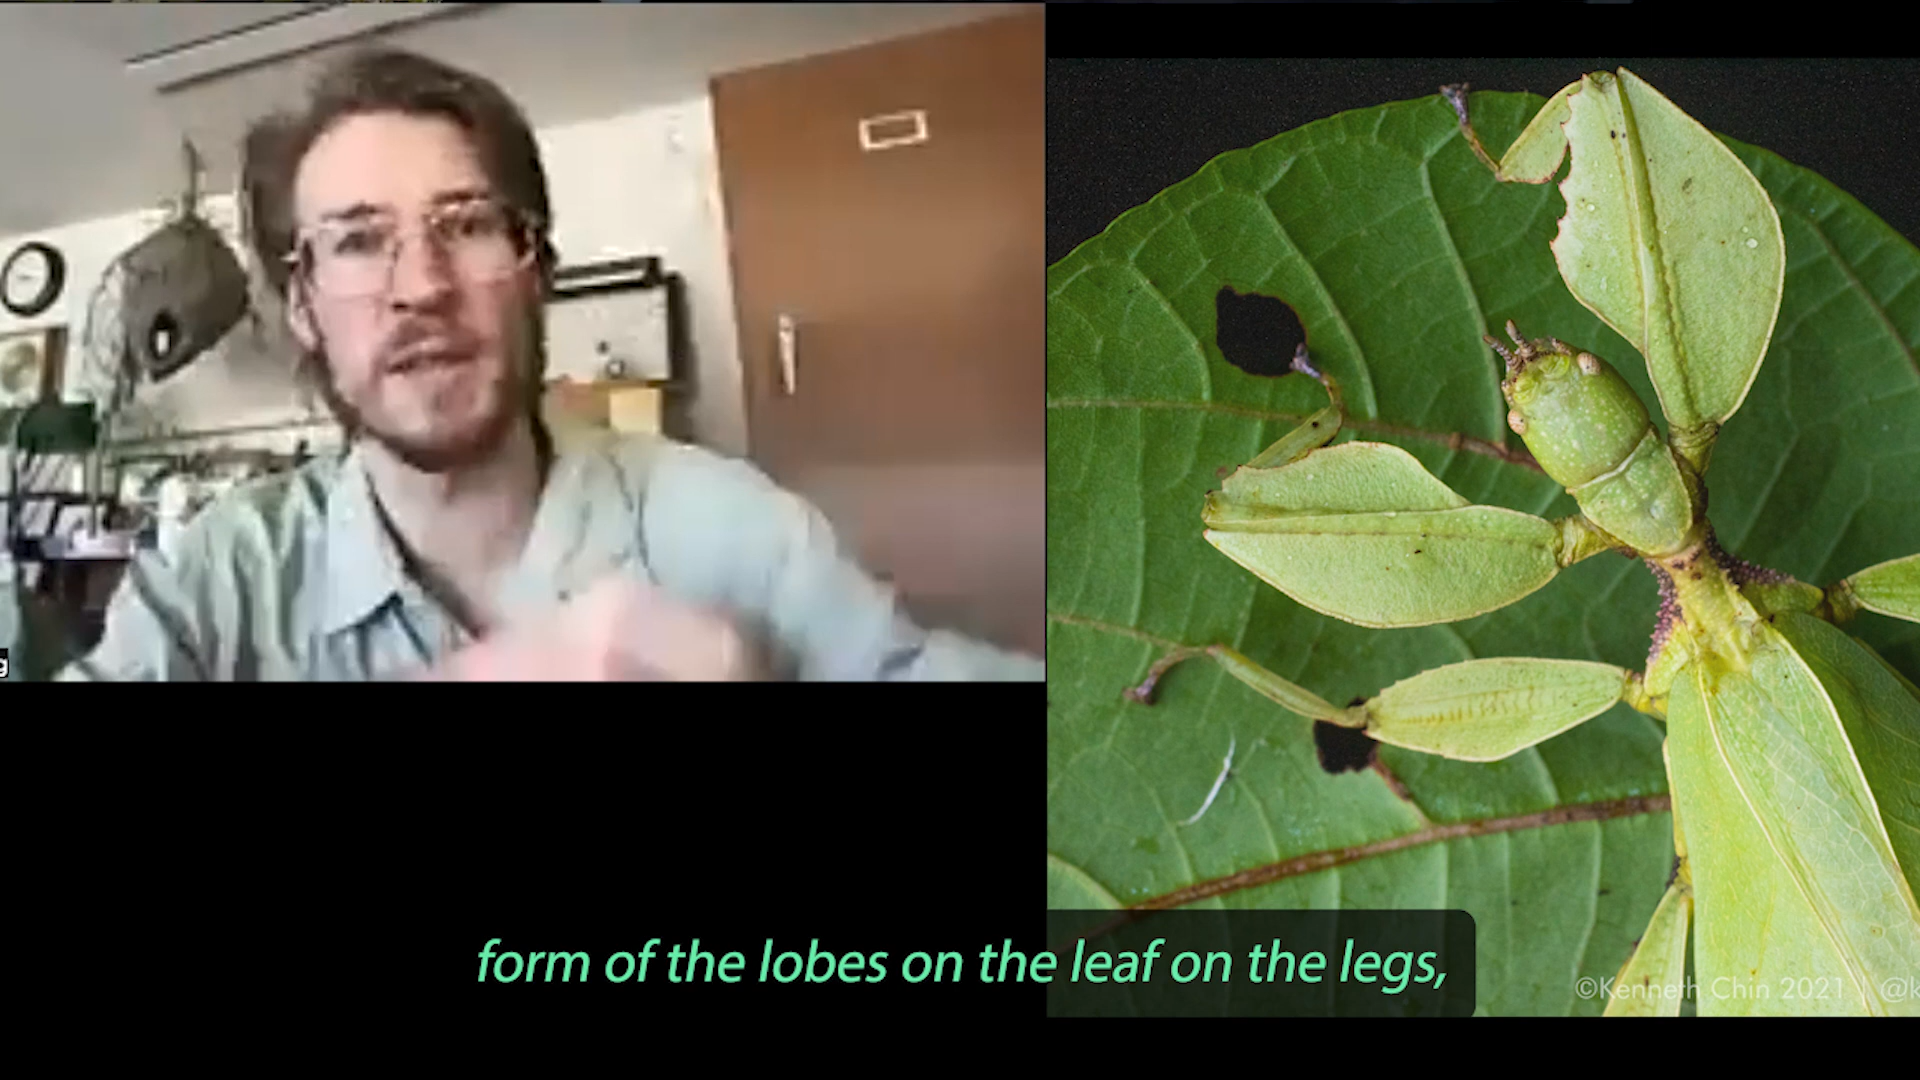 g
form of the lobes on the leaf on the legs,
©Kenneth Chin 2021 | @k